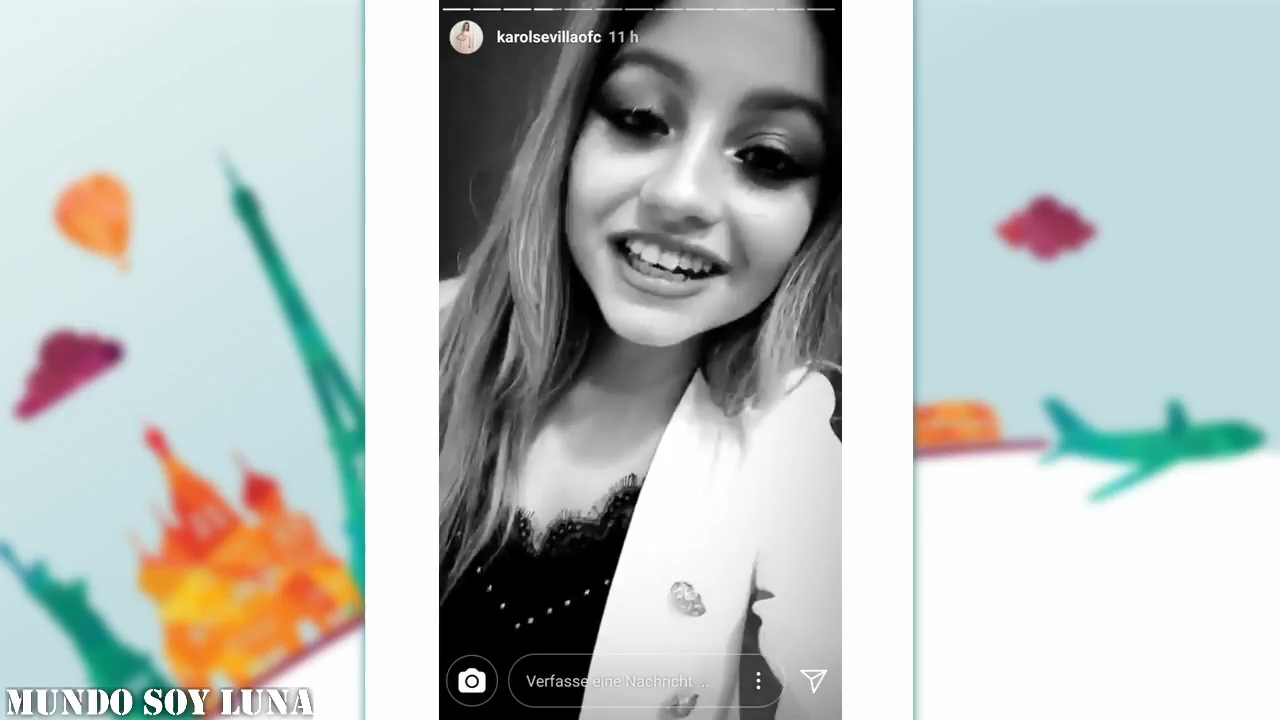 karolsevillaofc 11 h
Verfasse eine Nachricht ...
MUNDO SOY LUNA